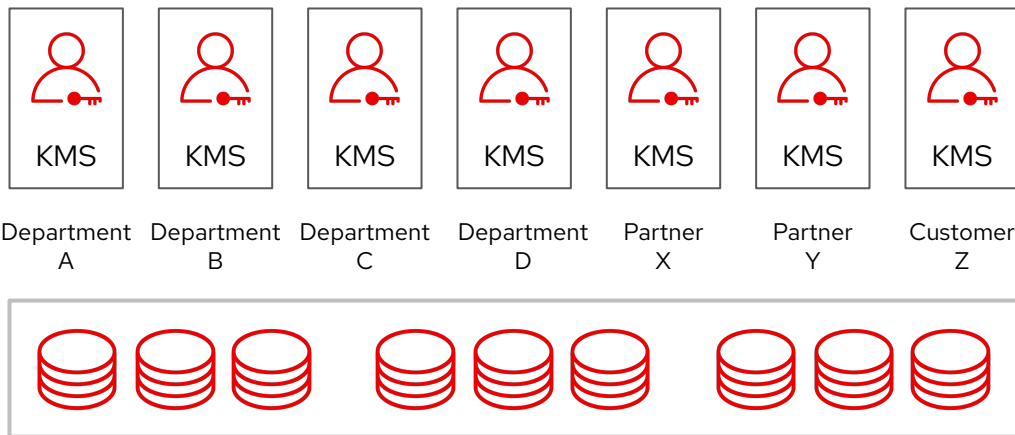 KMS KMS KMS KMS KMS KMS KMS
Department A
Department B
Department C
Department D
Partner X
Partner Y
Customer Z